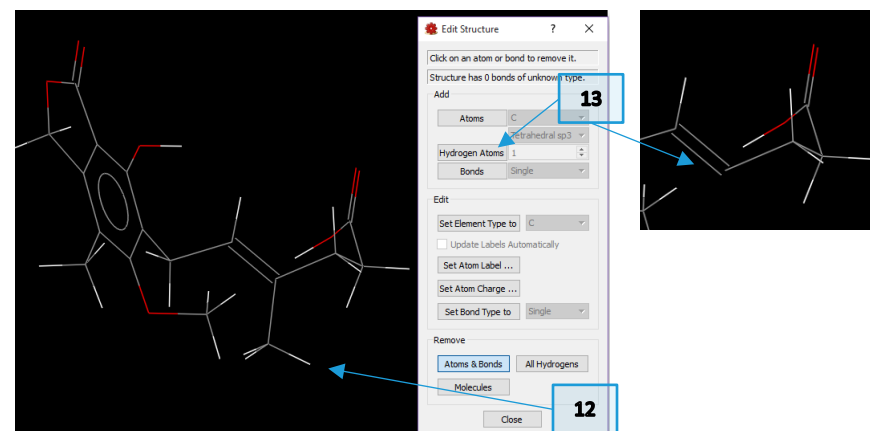 Edit Structure ? ×
Click on an atom or bond to remove it.
Structure has 0 bonds of unknown type.
Add
13
Atoms C
Tetrahedral sp3
Hydrogen Atoms 1
Bonds Single
Edit
Set Element Type to C
Update Labels Automatically
Set Atom Label ...
Set Atom Charge ...
Set Bond Type to Single
Remove
Atoms & Bonds All Hydrogens
Molecules
12
Close